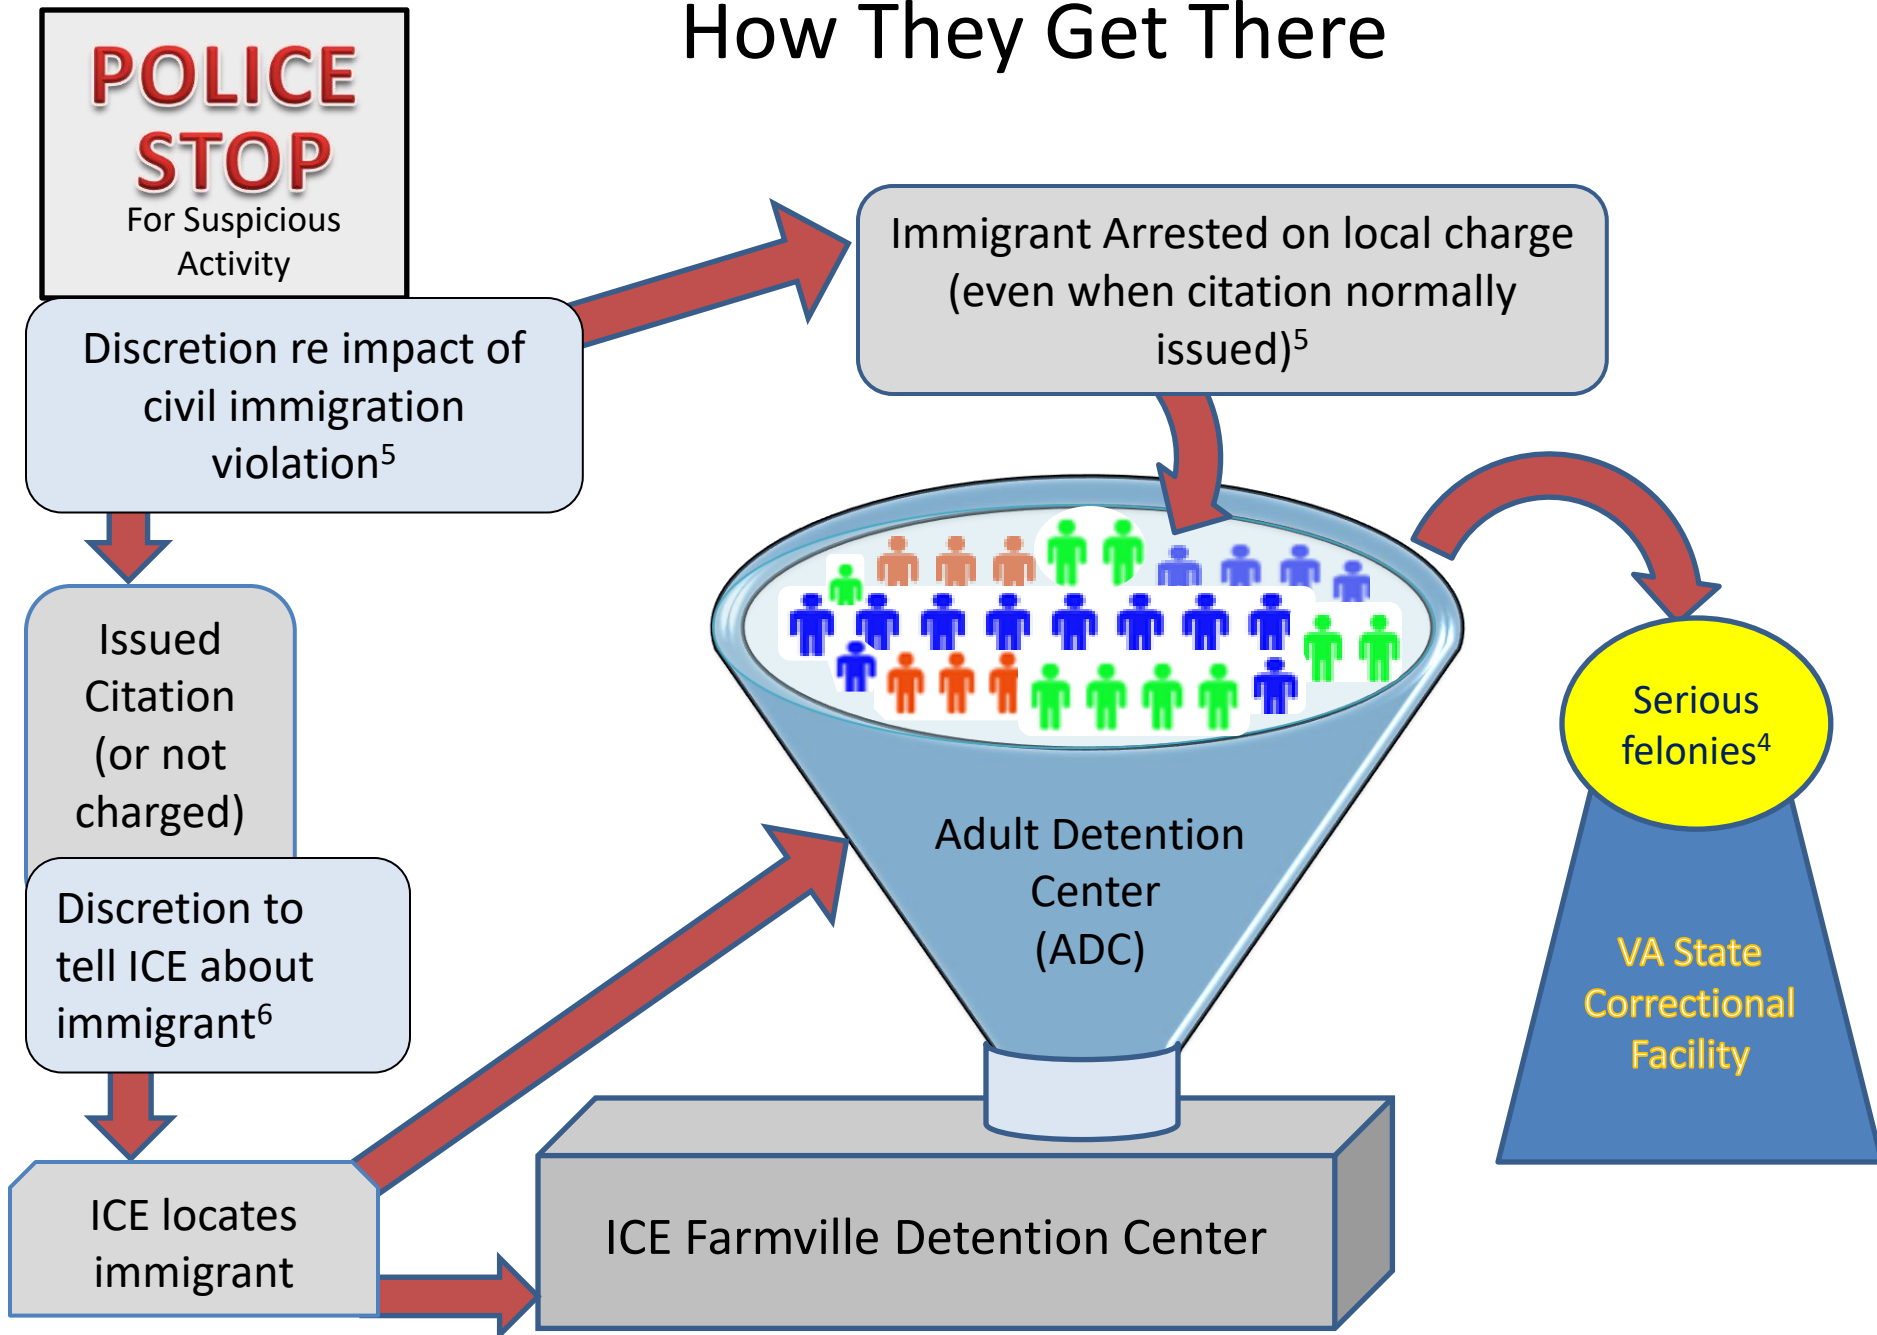 How They Get There
POLICE
STOP
For Suspicious
Activity
Discretion re impact of
civil immigration
violation⁵
Immigrant Arrested on local charge
(even when citation normally
issued)⁵
Issued
Citation
(or not
charged)
Discretion to
tell ICE about
immigrant⁶
ICE locates
immigrant
Adult Detention
Center
(ADC)
ICE Farmville Detention Center
Serious
felonies⁴
VA State
Correctional
Facility